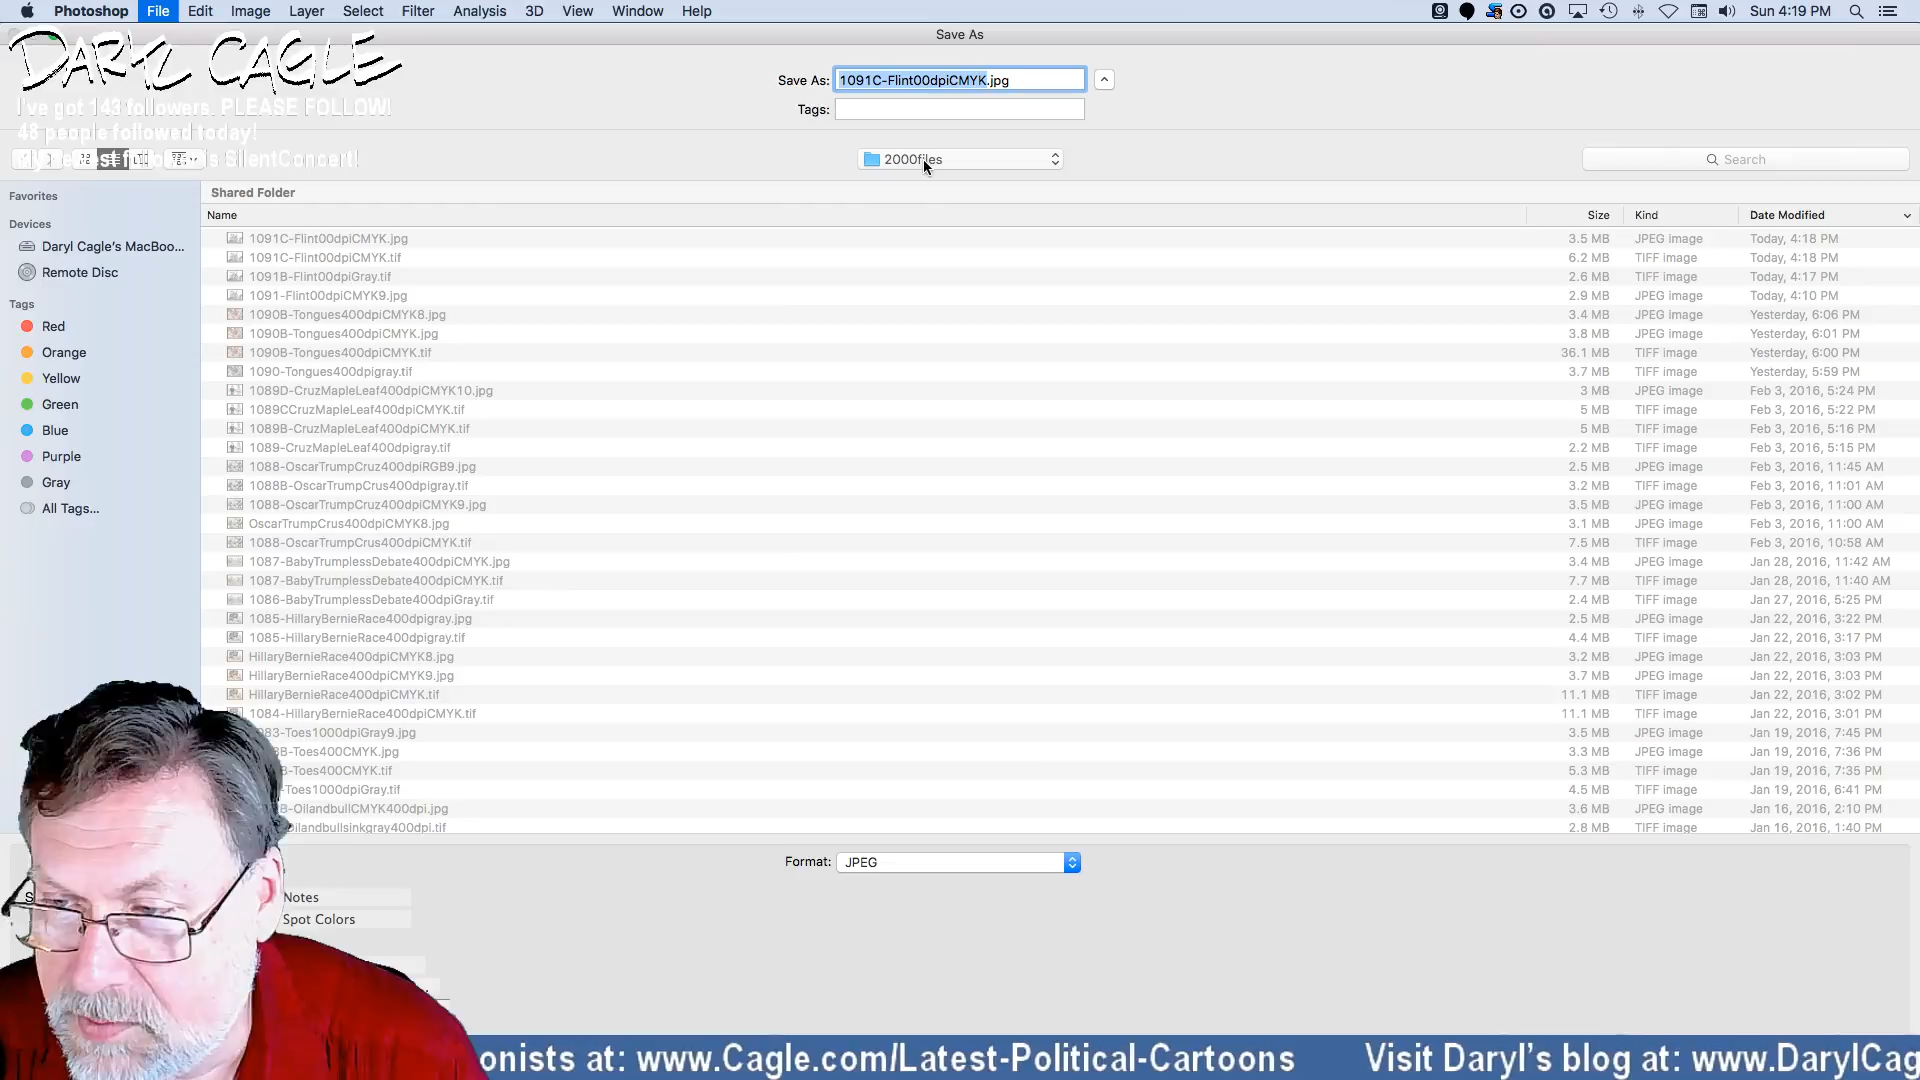 Photoshop File Edit Image Layer Select Filter Analysis 3D View Window Help Sun 4:19 PM
Save As
DARYL CAGLE
I've got 143 followers. PLEASE FOLLOW!
48 people followed today!
is SilentConcert!
Save As: 1091C-Flint00dpiCMYK.jpg
Tags:
2000files
Search
Favorites
Devices
Daryl Cagle's MacBoo...
Remote Disc
Tags
Red
Orange
Yellow
Green
Blue
Purple
Gray
All Tags...
Shared Folder
Name Size Kind Date Modified
1091C-Flint00dpiCMYK.jpg 3.5 MB JPEG image Today, 4:18 PM
1091C-Flint00dpiCMYK.tif 6.2 MB TIFF image Today, 4:18 PM
1091B-Flint00dpiGray.tif 2.6 MB TIFF image Today, 4:17 PM
1091-Flint00dpiCMYK9.jpg 2.9 MB JPEG image Today, 4:10 PM
1090B-Tongues400dpiCMYK8.jpg 3.4 MB JPEG image Yesterday, 6:06 PM
1090B-Tongues400dpiCMYK.jpg 3.8 MB JPEG image Yesterday, 6:01 PM
1090B-Tongues400dpiCMYK.tif 36.1 MB TIFF image Yesterday, 6:00 PM
1090-Tongues400dpigray.tif 3.7 MB TIFF image Yesterday, 5:59 PM
1089D-CruzMapleLeaf400dpiCMYK10.jpg 3 MB JPEG image Feb 3, 2016, 5:24 PM
1089CCruzMapleLeaf400dpiCMYK.tif 5 MB TIFF image Feb 3, 2016, 5:22 PM
1089B-CruzMapleLeaf400dpiCMYK.tif 5 MB TIFF image Feb 3, 2016, 5:16 PM
1089-CruzMapleLeaf400dpigray.tif 2.2 MB TIFF image Feb 3, 2016, 5:15 PM
1088-OscarTrumpCruz400dpiRGB9.jpg 2.5 MB JPEG image Feb 3, 2016, 11:45 AM
1088B-OscarTrumpCrus400dpigray.tif 3.2 MB TIFF image Feb 3, 2016, 11:01 AM
1088-OscarTrumpCruz400dpiCMYK9.jpg 3.5 MB JPEG image Feb 3, 2016, 11:00 AM
OscarTrumpCrus400dpiCMYK8.jpg 3.1 MB JPEG image Feb 3, 2016, 11:00 AM
1088-OscarTrumpCrus400dpiCMYK.tif 7.5 MB TIFF image Feb 3, 2016, 10:58 AM
1087-BabyTrumplessDebate400dpiCMYK.jpg 3.4 MB JPEG image Jan 28, 2016, 11:42 AM
1087-BabyTrumplessDebate400dpiCMYK.tif 7.7 MB TIFF image Jan 28, 2016, 11:40 AM
1086-BabyTrumplessDebate400dpiGray.tif 2.4 MB TIFF image Jan 27, 2016, 5:25 PM
1085-HillaryBernieRace400dpigray.jpg 2.5 MB JPEG image Jan 22, 2016, 3:22 PM
1085-HillaryBernieRace400dpigray.tif 4.4 MB TIFF image Jan 22, 2016, 3:17 PM
HillaryBernieRace400dpiCMYK8.jpg 3.2 MB JPEG image Jan 22, 2016, 3:03 PM
HillaryBernieRace400dpiCMYK9.jpg 3.7 MB JPEG image Jan 22, 2016, 3:03 PM
HillaryBernieRace400dpiCMYK.tif 11.1 MB TIFF image Jan 22, 2016, 3:02 PM
1084-HillaryBernieRace400dpiCMYK.tif 11.1 MB TIFF image Jan 22, 2016, 3:01 PM
83-Toes1000dpiGray9.jpg 3.5 MB JPEG image Jan 19, 2016, 7:45 PM
B-Toes400CMYK.jpg 3.3 MB JPEG image Jan 19, 2016, 7:36 PM
B-Toes400CMYK.tif 5.3 MB TIFF image Jan 19, 2016, 7:35 PM
-Toes1000dpiGray.tif 4.5 MB TIFF image Jan 19, 2016, 6:41 PM
B-OilandbullCMYK400dpi.jpg 3.6 MB JPEG image Jan 16, 2016, 2:10 PM
Oilandbullsinkgray400dpi.tif 2.8 MB TIFF image Jan 16, 2016, 1:40 PM
Format: JPEG
Notes
Spot Colors
onists at: www.Cagle.com/Latest-Political-Cartoons Visit Daryl's blog at: www.DarylCag